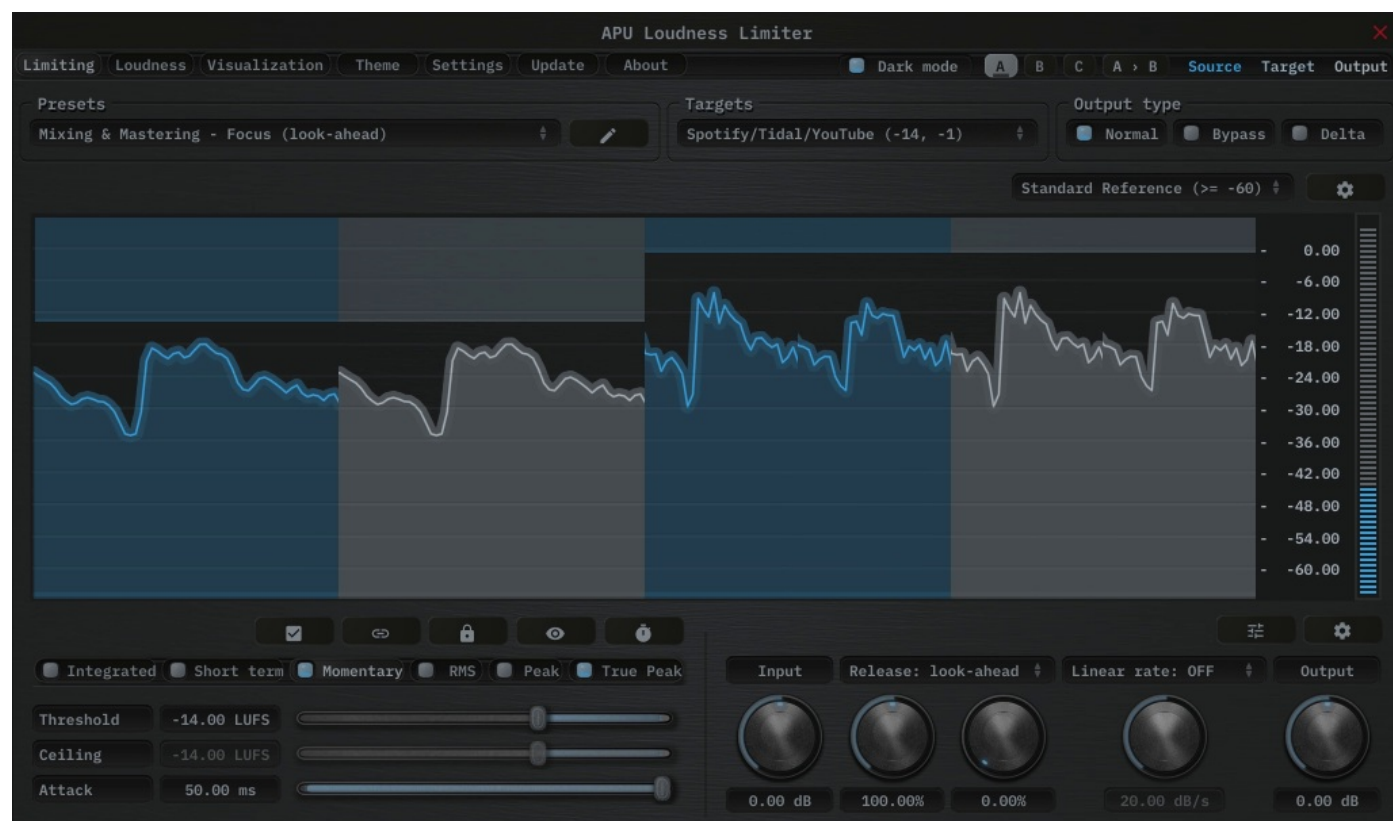 APU Loudness Limiter
Limiting Loudness Visualization Theme Settings Update About Dark mode A B C A › B Source Target Output
Presets Targets Output type
Mixing & Mastering - Focus (look-ahead) Spotify/Tidal/YouTube (-14, -1) Normal Bypass Delta
Standard Reference (>= -60)
- 0.00
- -6.00
- -12.00
- -18.00
- -24.00
- -30.00
- -36.00
- -42.00
- -48.00
- -54.00
- -60.00
Integrated Short term Momentary RMS Peak True Peak Input Release: look-ahead Linear rate: OFF Output
Threshold -14.00 LUFS
Ceiling -14.00 LUFS
Attack 50.00 ms
0.00 dB 100.00% 0.00% 20.00 dB/s 0.00 dB